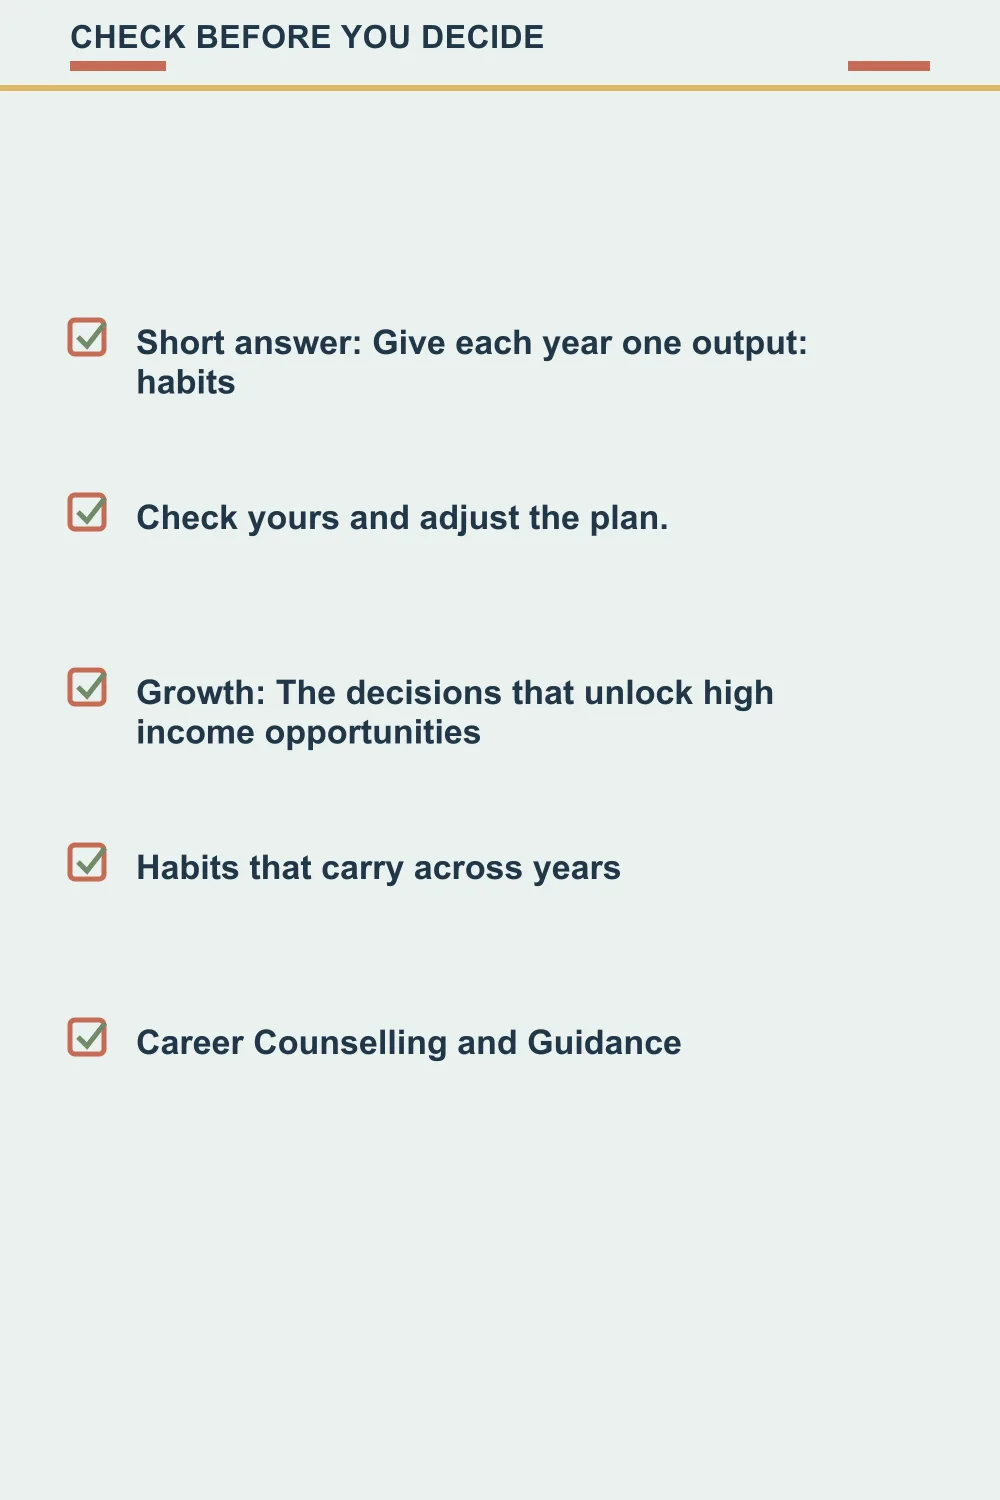 CHECK BEFORE YOU DECIDE
Short answer: Give each year one output:
habits
Check yours and adjust the plan.
Growth: The decisions that unlock high
income opportunities
Habits that carry across years
Career Counselling and Guidance